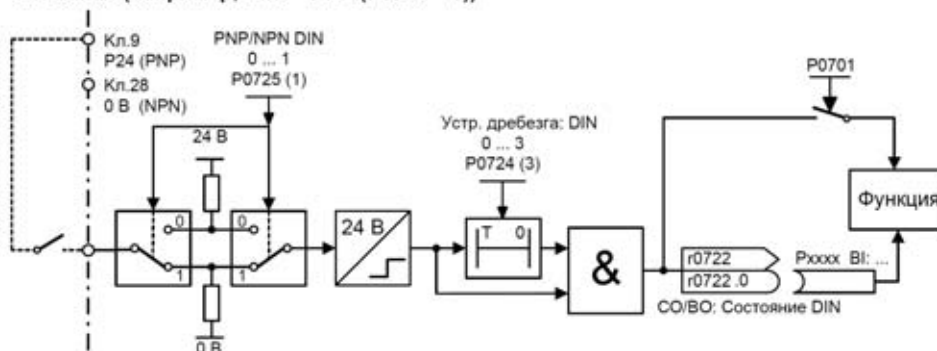 Кл.9
P24 (PNP)
Кл.28
0 В (NPN)
PNP/NPN DIN
0 ... 1
P0725 (1)
24 В
0
0
1
1
0 В
24 В
Устр. дребезга: DIN
0 ... 3
P0724 (3)
T 0
&
P0701
Функция
r0722
r0722 .0
Pxxxx BI: ...
CO/BO: Состояние DIN